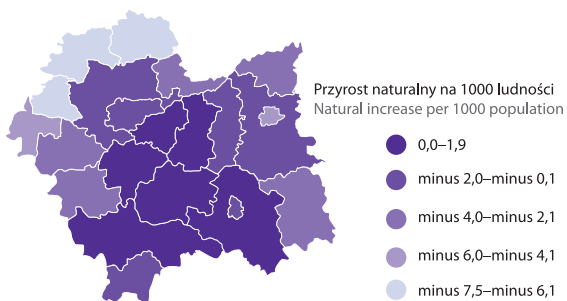 Przyrost naturalny na 1000 ludności
Natural increase per 1000 population
0,0–1,9
minus 2,0–minus 0,1
minus 4,0–minus 2,1
minus 6,0–minus 4,1
minus 7,5–minus 6,1